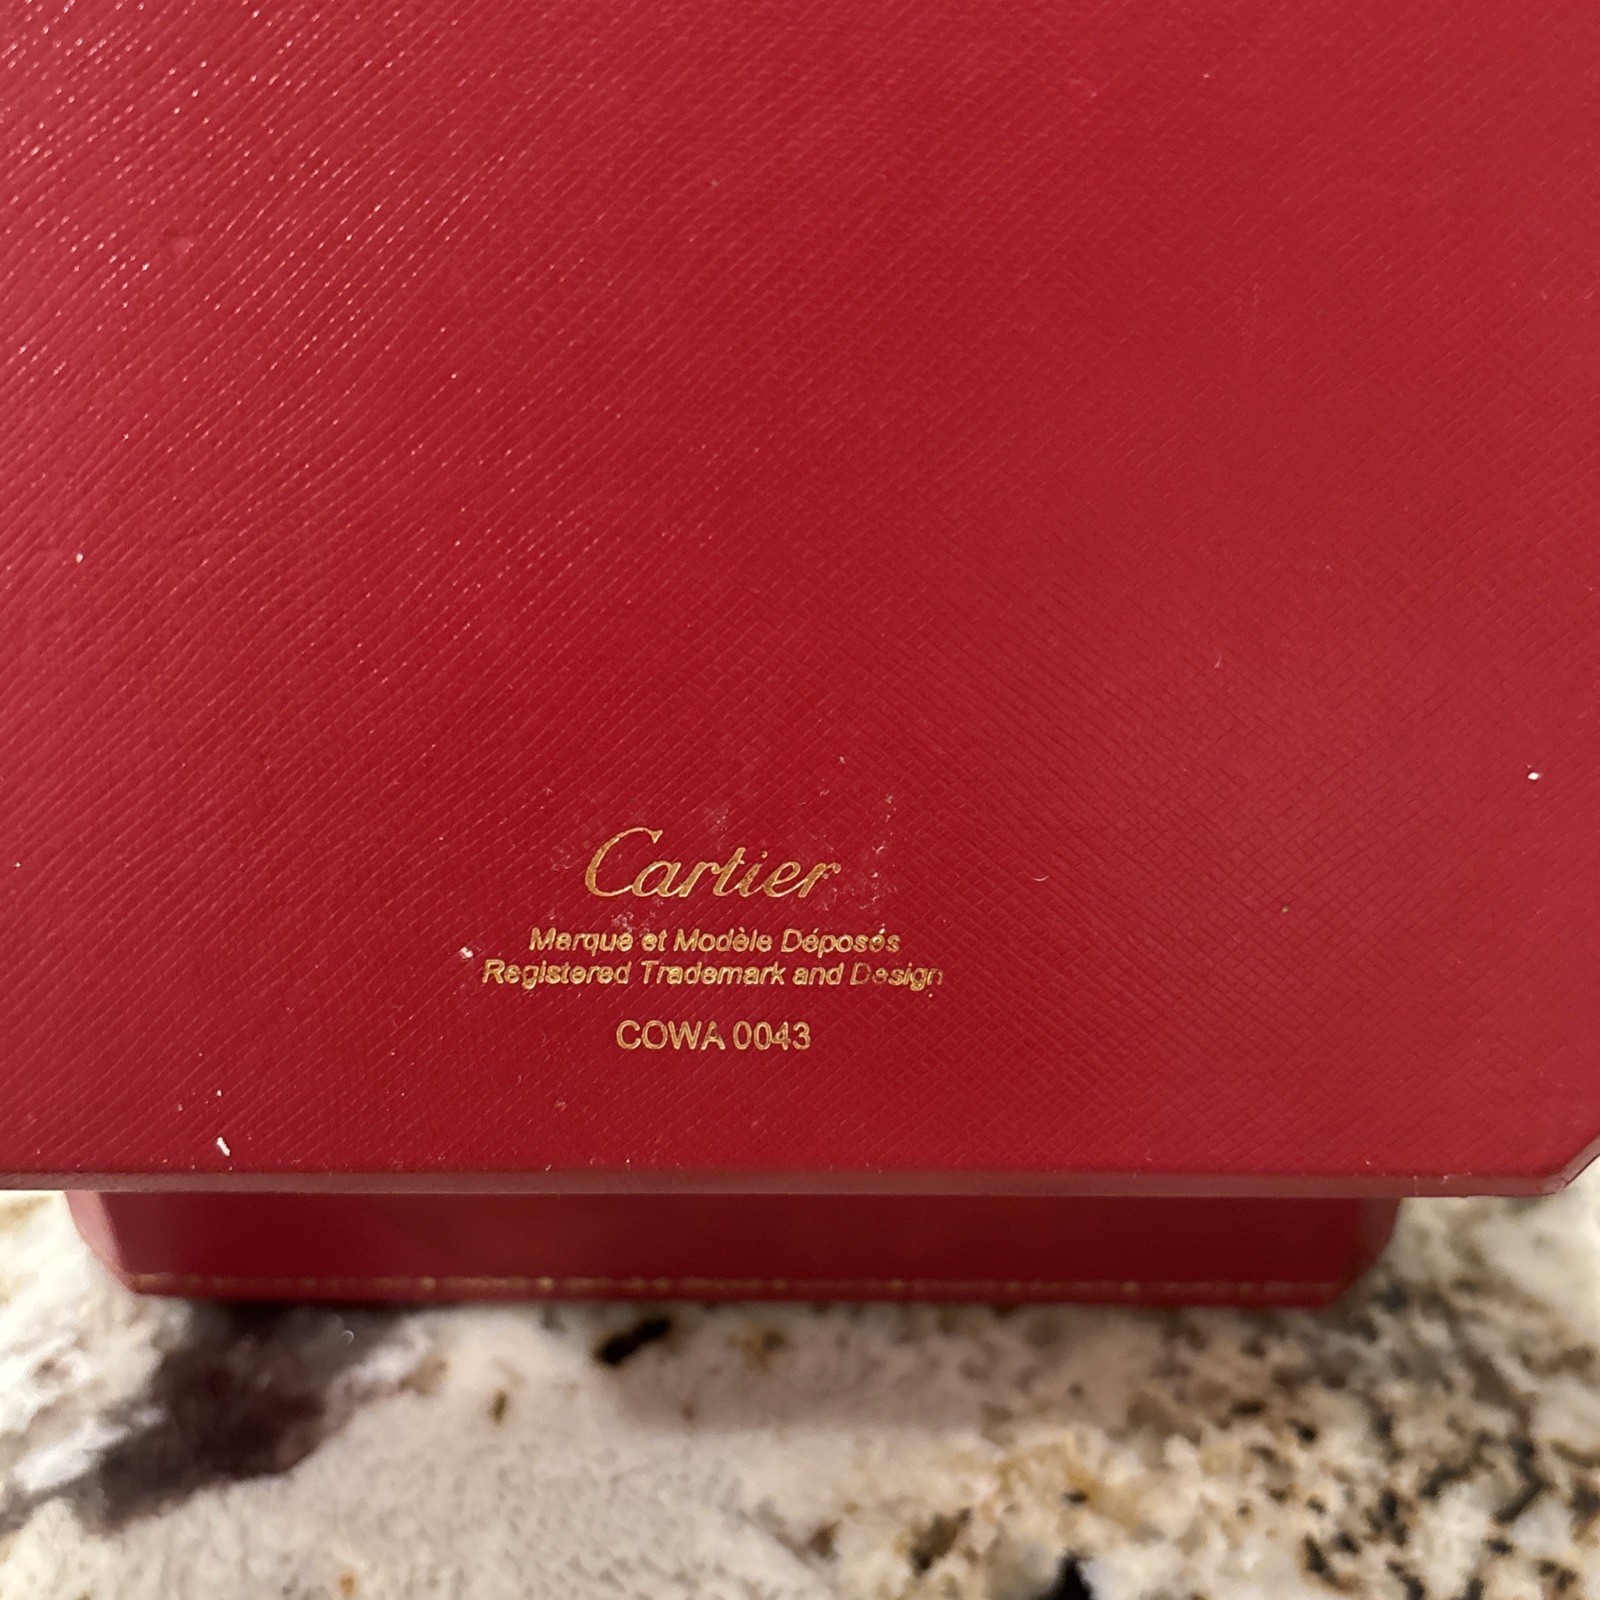 Cartier
Marque et Modèle Déposés
Registered Trademark and Design
COWA 0043